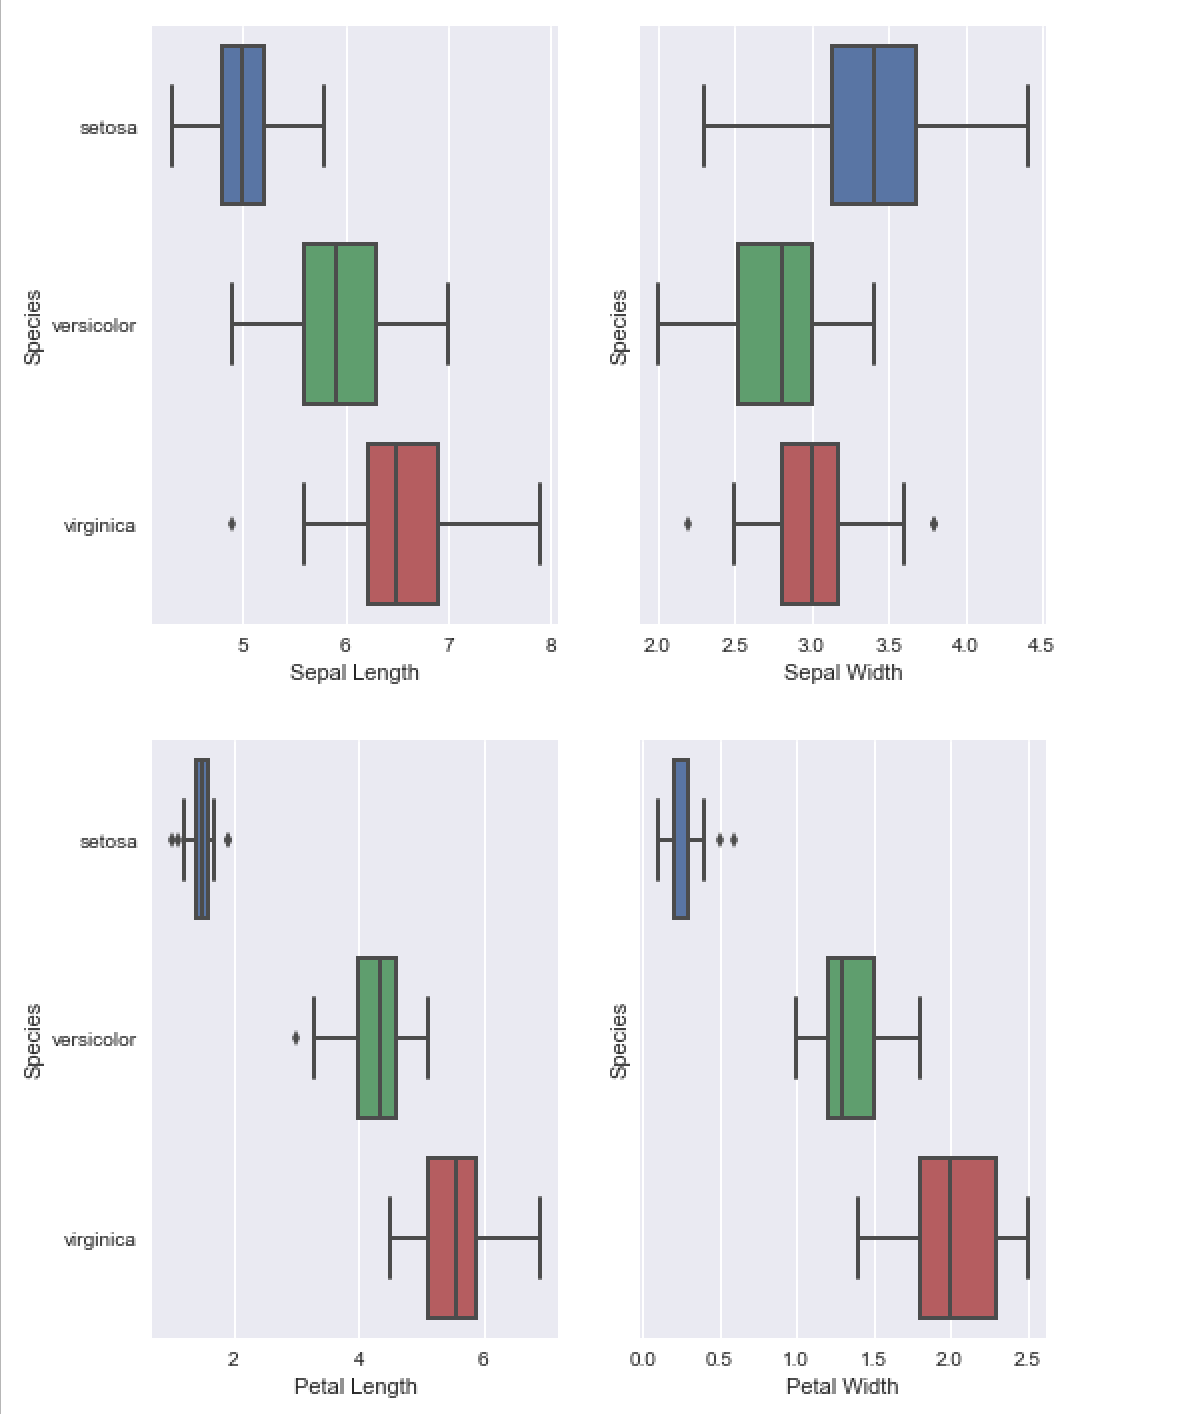 setosa
versicolor
virginica
Species
5 6 7 8
Sepal Length
Species
2.0 2.5 3.0 3.5 4.0 4.5
Sepal Width
setosa
versicolor
virginica
Species
2 4 6
Petal Length
Species
0.0 0.5 1.0 1.5 2.0 2.5
Petal Width